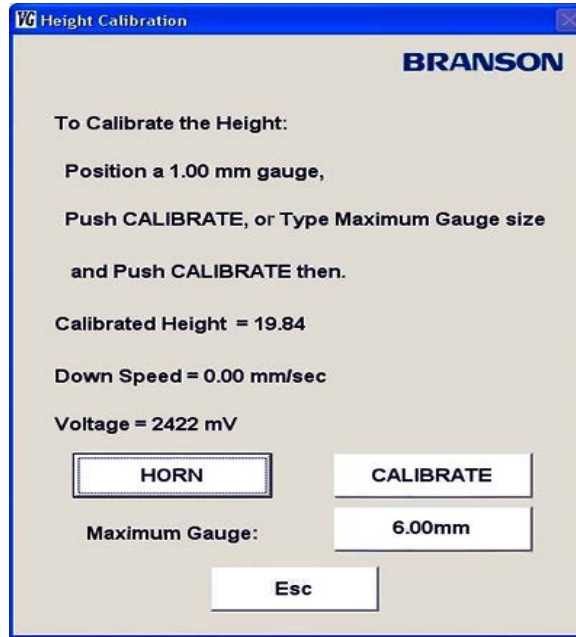 VG Height Calibration
BRANSON
To Calibrate the Height:
Position a 1.00 mm gauge,
Push CALIBRATE, or Type Maximum Gauge size
and Push CALIBRATE then.
Calibrated Height = 19.84
Down Speed = 0.00 mm/sec
Voltage = 2422 mV
HORN CALIBRATE
Maximum Gauge: 6.00mm
Esc